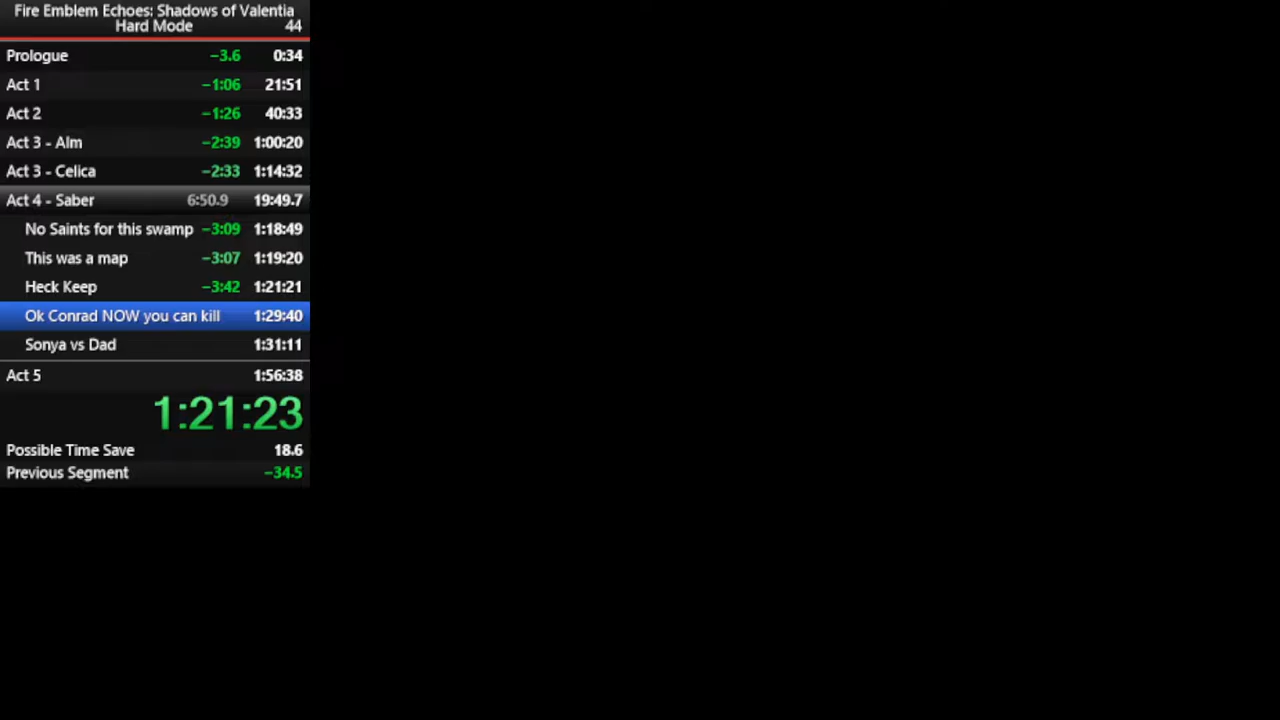 Fire Emblem Echoes: Shadows of Valentia
Hard Mode 44
Prologue -3.6 0:34
Act 1 -1:06 21:51
Act 2 -1:26 40:33
Act 3 - Alm -2:39 1:00:20
Act 3 - Celica -2:33 1:14:32
Act 4 - Saber 6:50.9 19:49.7
No Saints for this swamp -3:09 1:18:49
This was a map -3:07 1:19:20
Heck Keep -3:42 1:21:21
Ok Conrad NOW you can kill 1:29:40
Sonya vs Dad 1:31:11
Act 5 1:56:38
1:21:23
Possible Time Save 18.6
Previous Segment -34.5